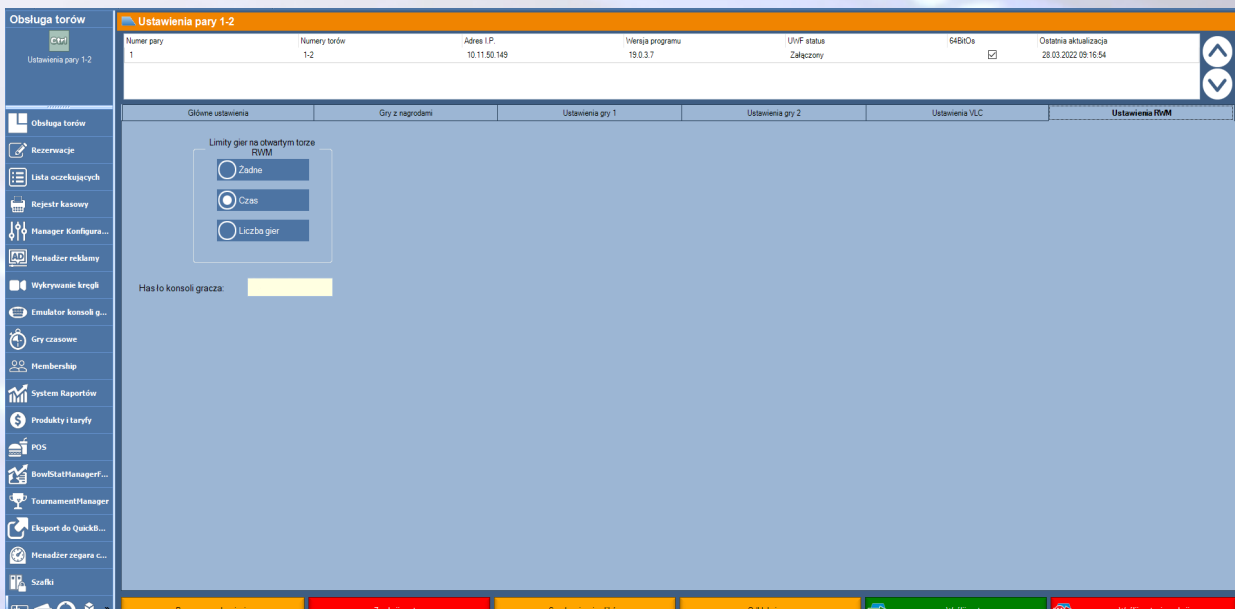 Obsługa torów
Ctrl
Ustawienia pary 1-2
Ustawienia pary 1-2
Numer pary Numery torów Adres I.P. Wersja programu UWF status 64BitOs Ostatnia aktualizacja
1 1-2 10.11.50.149 19.0.3.7 Załączony 28.03.2022 09:16:54
Główne ustawienia Gry z nagrodami Ustawienia gry 1 Ustawienia gry 2 Ustawienia VLC Ustawienia RWM
Limity gier na otwartym torze
RWM
Żadne
Czas
Liczba gier
Hasło konsoli gracza:
Obsługa torów
Rezerwacje
Lista oczekujących
Rejestr kasowy
Manager Konfigura...
AD Menadżer reklamy
Wykrywanie kręgli
Emulator konsoli g...
Gry czasowe
Membership
System Raportów
Produkty i taryfy
POS
BowlStatManagerF...
TournamentManager
Eksport do QuickB...
Menadżer zegara c...
Szafki